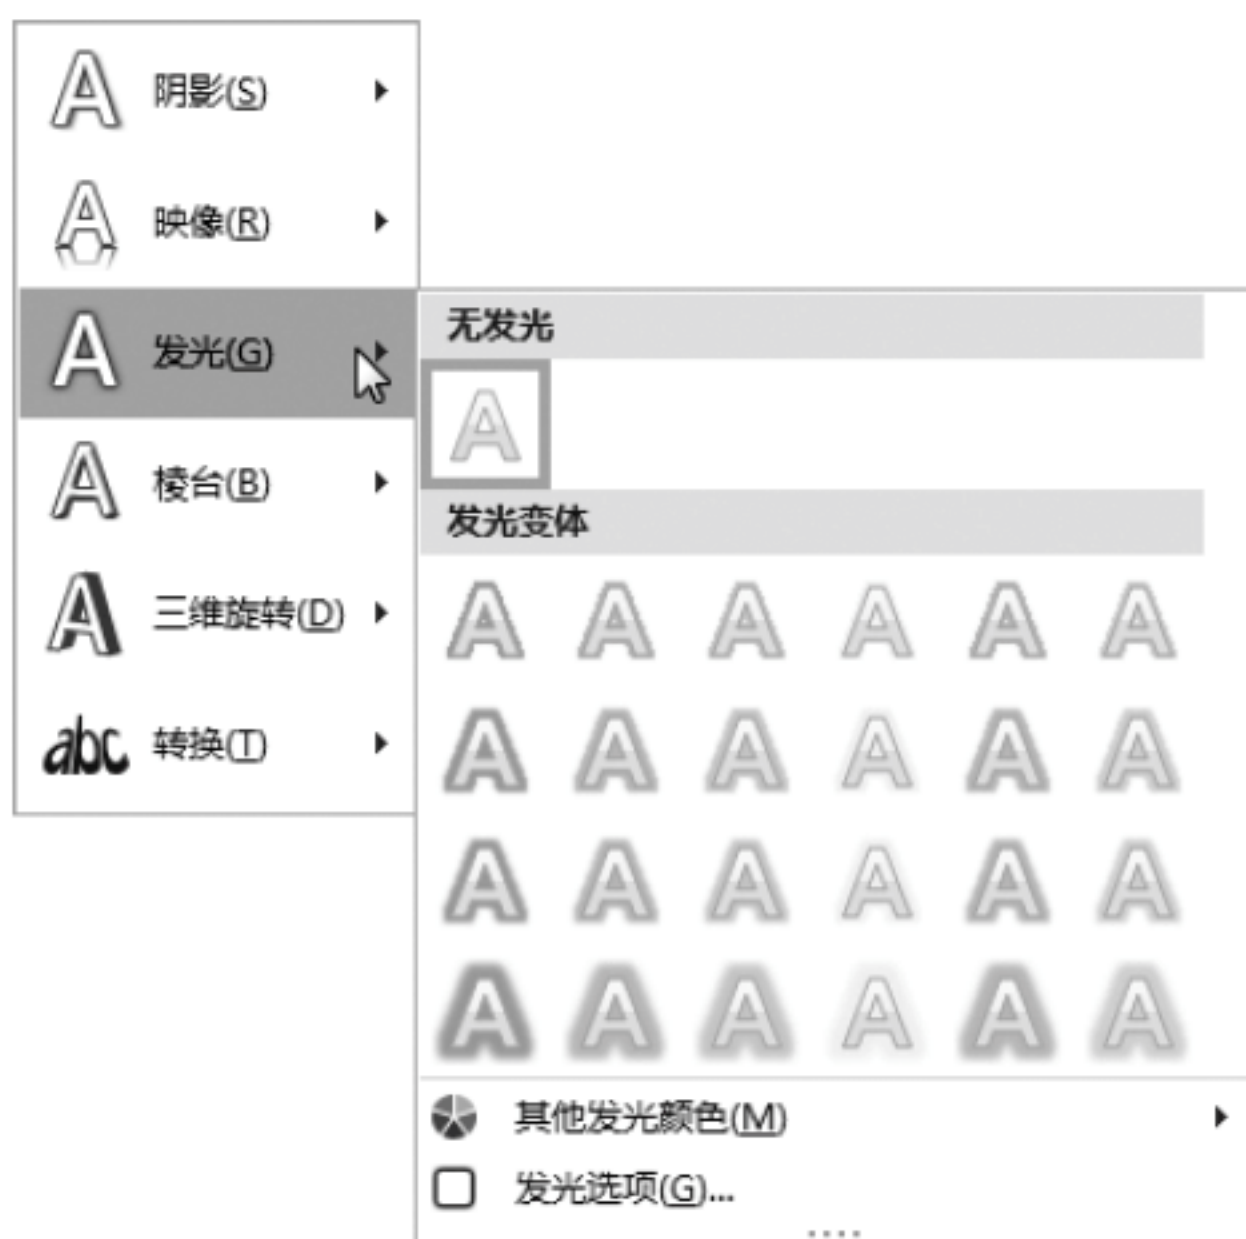 阴影(S)
映像(R)
发光(G)
棱台(B)
三维旋转(D)
abc 转换(T)
无发光
发光变体
其他发光颜色(M)
发光选项(G)...